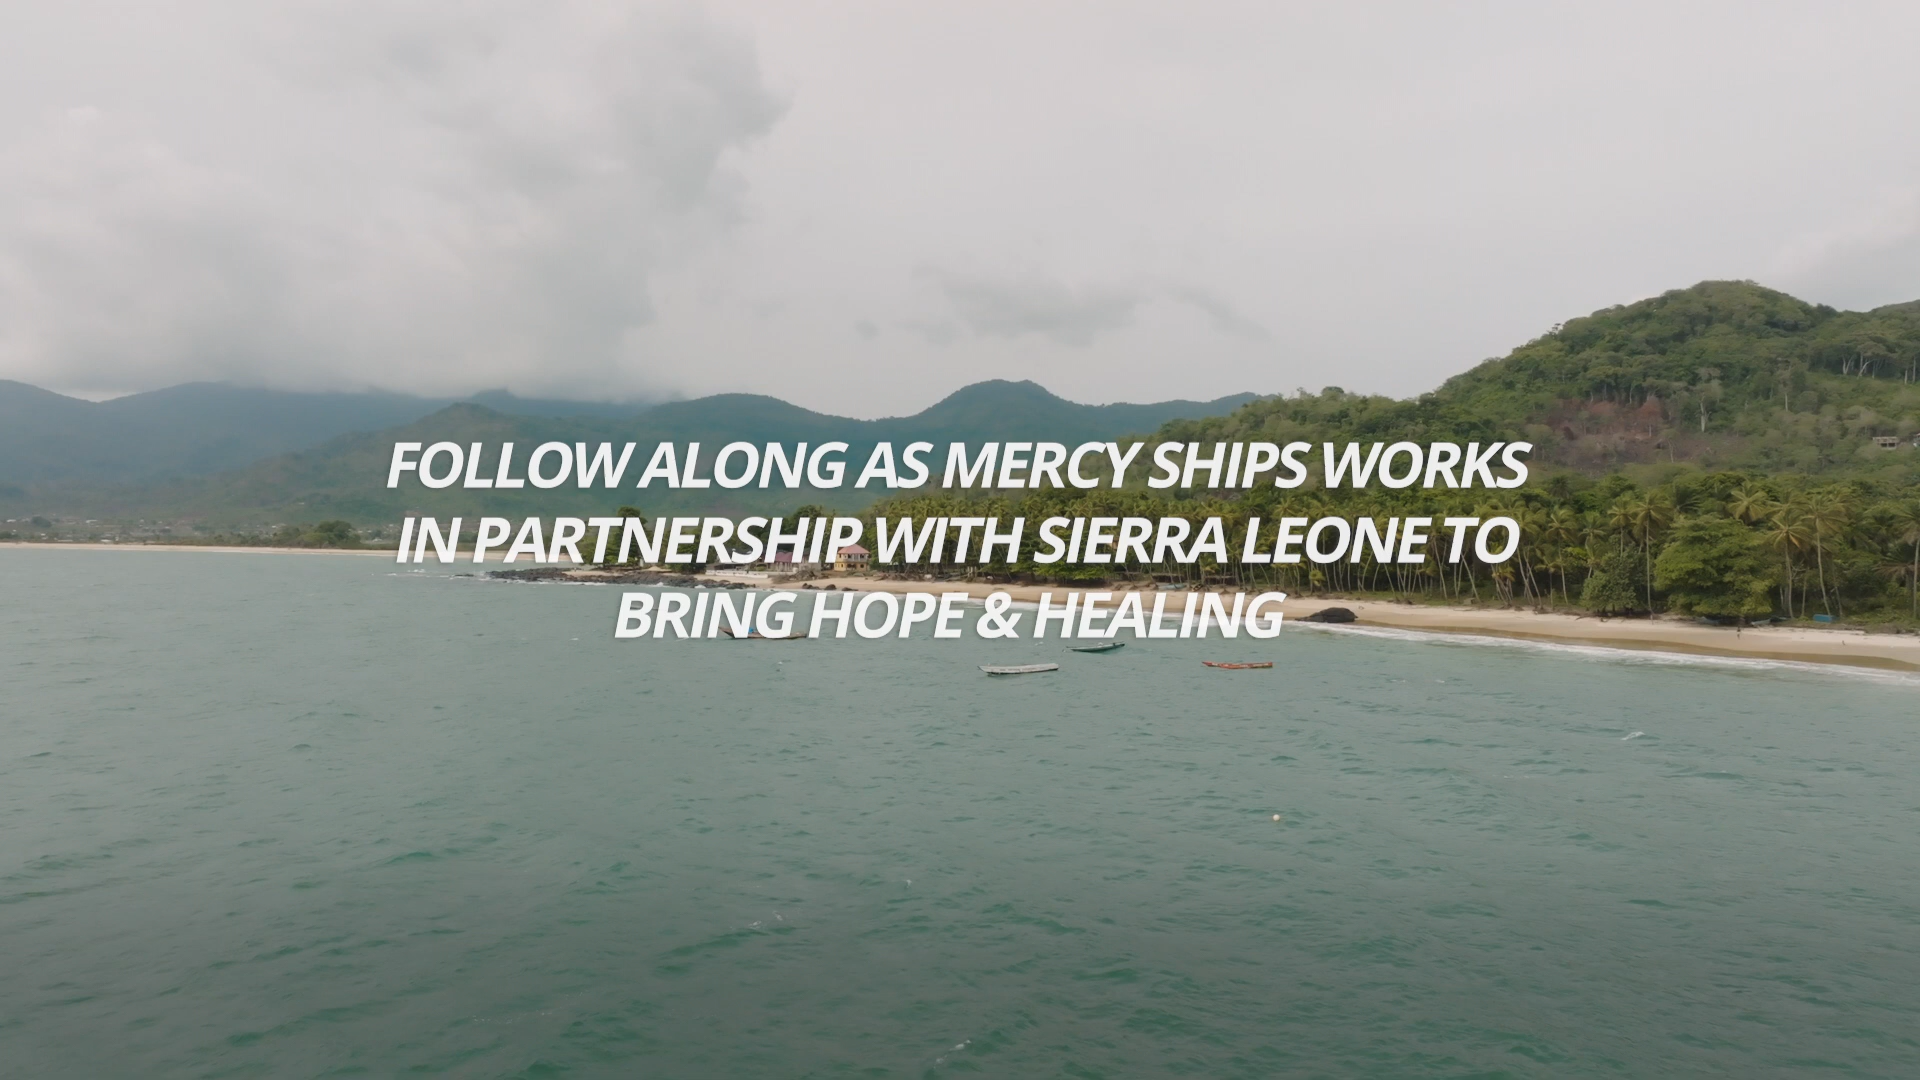 FOLLOW ALONG AS MERCY SHIPS WORKS
IN PARTNERSHIP WITH SIERRA LEONE TO
BRING HOPE & HEALING